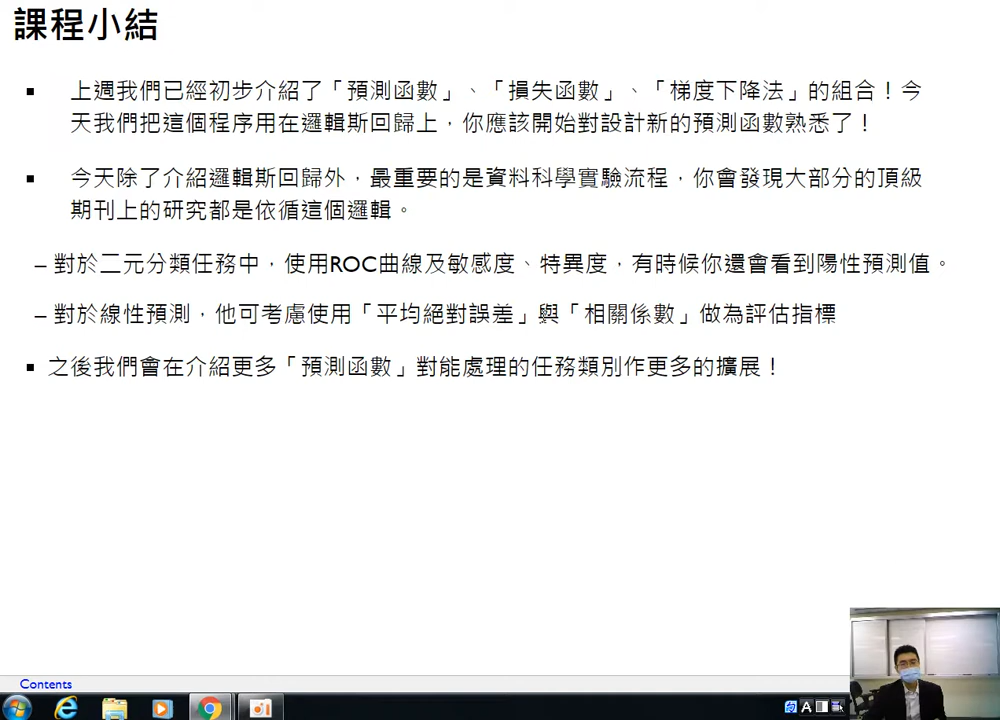 課程小結
▪ 上週我們已經初步介紹了「預測函數」、「損失函數」、「梯度下降法」的組合！今
天我們把這個程序用在邏輯斯回歸上，你應該開始對設計新的預測函數熟悉了！
▪ 今天除了介紹邏輯斯回歸外，最重要的是資料科學實驗流程，你會發現大部分的頂級
期刊上的研究都是依循這個邏輯。
– 對於二元分類任務中，使用ROC曲線及敏感度、特異度，有時候你還會看到陽性預測值。
– 對於線性預測，他可考慮使用「平均絕對誤差」與「相關係數」做為評估指標
▪ 之後我們會在介紹更多「預測函數」對能處理的任務類別作更多的擴展！
Contents
A